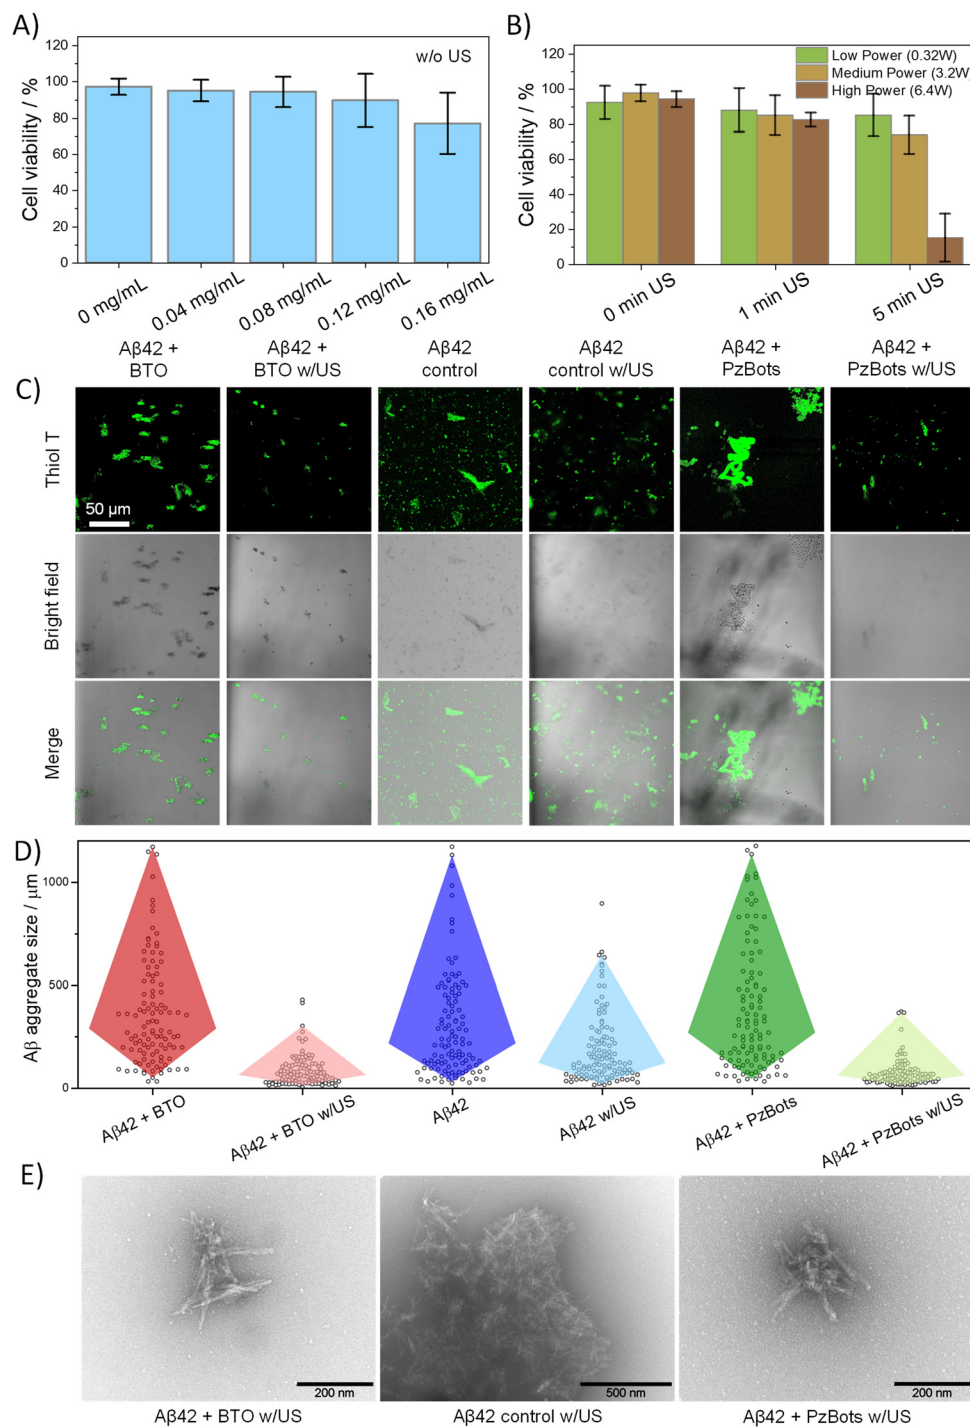 A)
w/o US
Cell viability / %
120
100
80
60
40
20
0
0 mg/mL
0.04 mg/mL
0.08 mg/mL
0.12 mg/mL
0.16 mg/mL
B)
Low Power (0.32W)
Medium Power (3.2W)
High Power (6.4W)
Cell viability / %
120
100
80
60
40
20
0
0 min US
1 min US
5 min US
C)
Aβ42 +
BTO
Aβ42 +
BTO w/US
Aβ42
control
Aβ42
control w/US
Aβ42 +
PzBots
Aβ42 +
PzBots w/US
Thiol T
50 μm
Bright field
Merge
D)
Aβ aggregate size / μm
1000
500
0
Aβ42 + BTO
Aβ42 + BTO w/US
Aβ42
Aβ42 w/US
Aβ42 + PzBots
Aβ42 + PzBots w/US
E)
200 nm
500 nm
200 nm
Aβ42 + BTO w/US
Aβ42 control w/US
Aβ42 + PzBots w/US